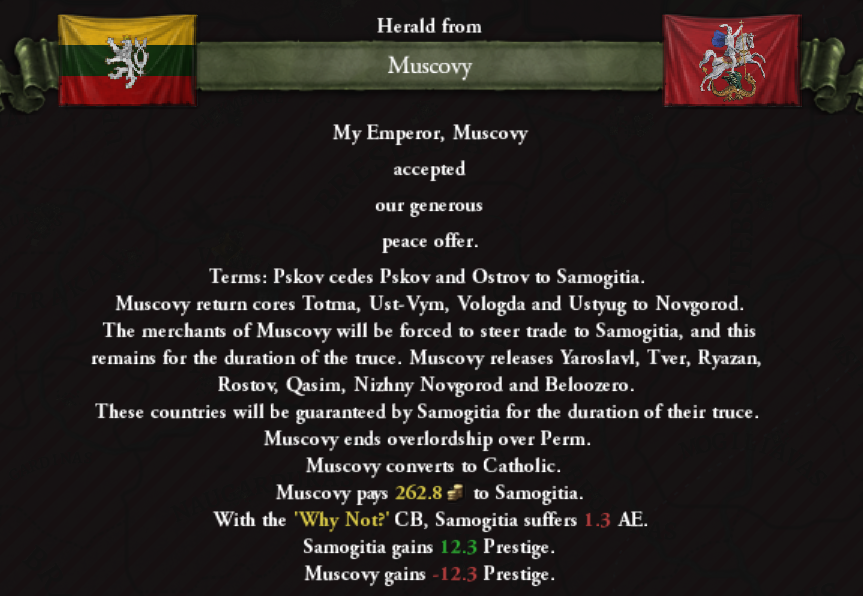 Herald from
Muscovy
My Emperor, Muscovy
accepted
our generous
peace offer.
Terms: Pskov cedes Pskov and Ostrov to Samogitia.
Muscovy return cores Totma, Ust-Vym, Vologda and Ustyug to Novgorod.
The merchants of Muscovy will be forced to steer trade to Samogitia, and this
remains for the duration of the truce. Muscovy releases Yaroslavl, Tver, Ryazan,
Rostov, Qasim, Nizhny Novgorod and Beloozero.
These countries will be guaranteed by Samogitia for the duration of their truce.
Muscovy ends overlordship over Perm.
Muscovy converts to Catholic.
Muscovy pays 262.8 to Samogitia.
With the 'Why Not?' CB, Samogitia suffers 1.3 AE.
Samogitia gains 12.3 Prestige.
Muscovy gains -12.3 Prestige.